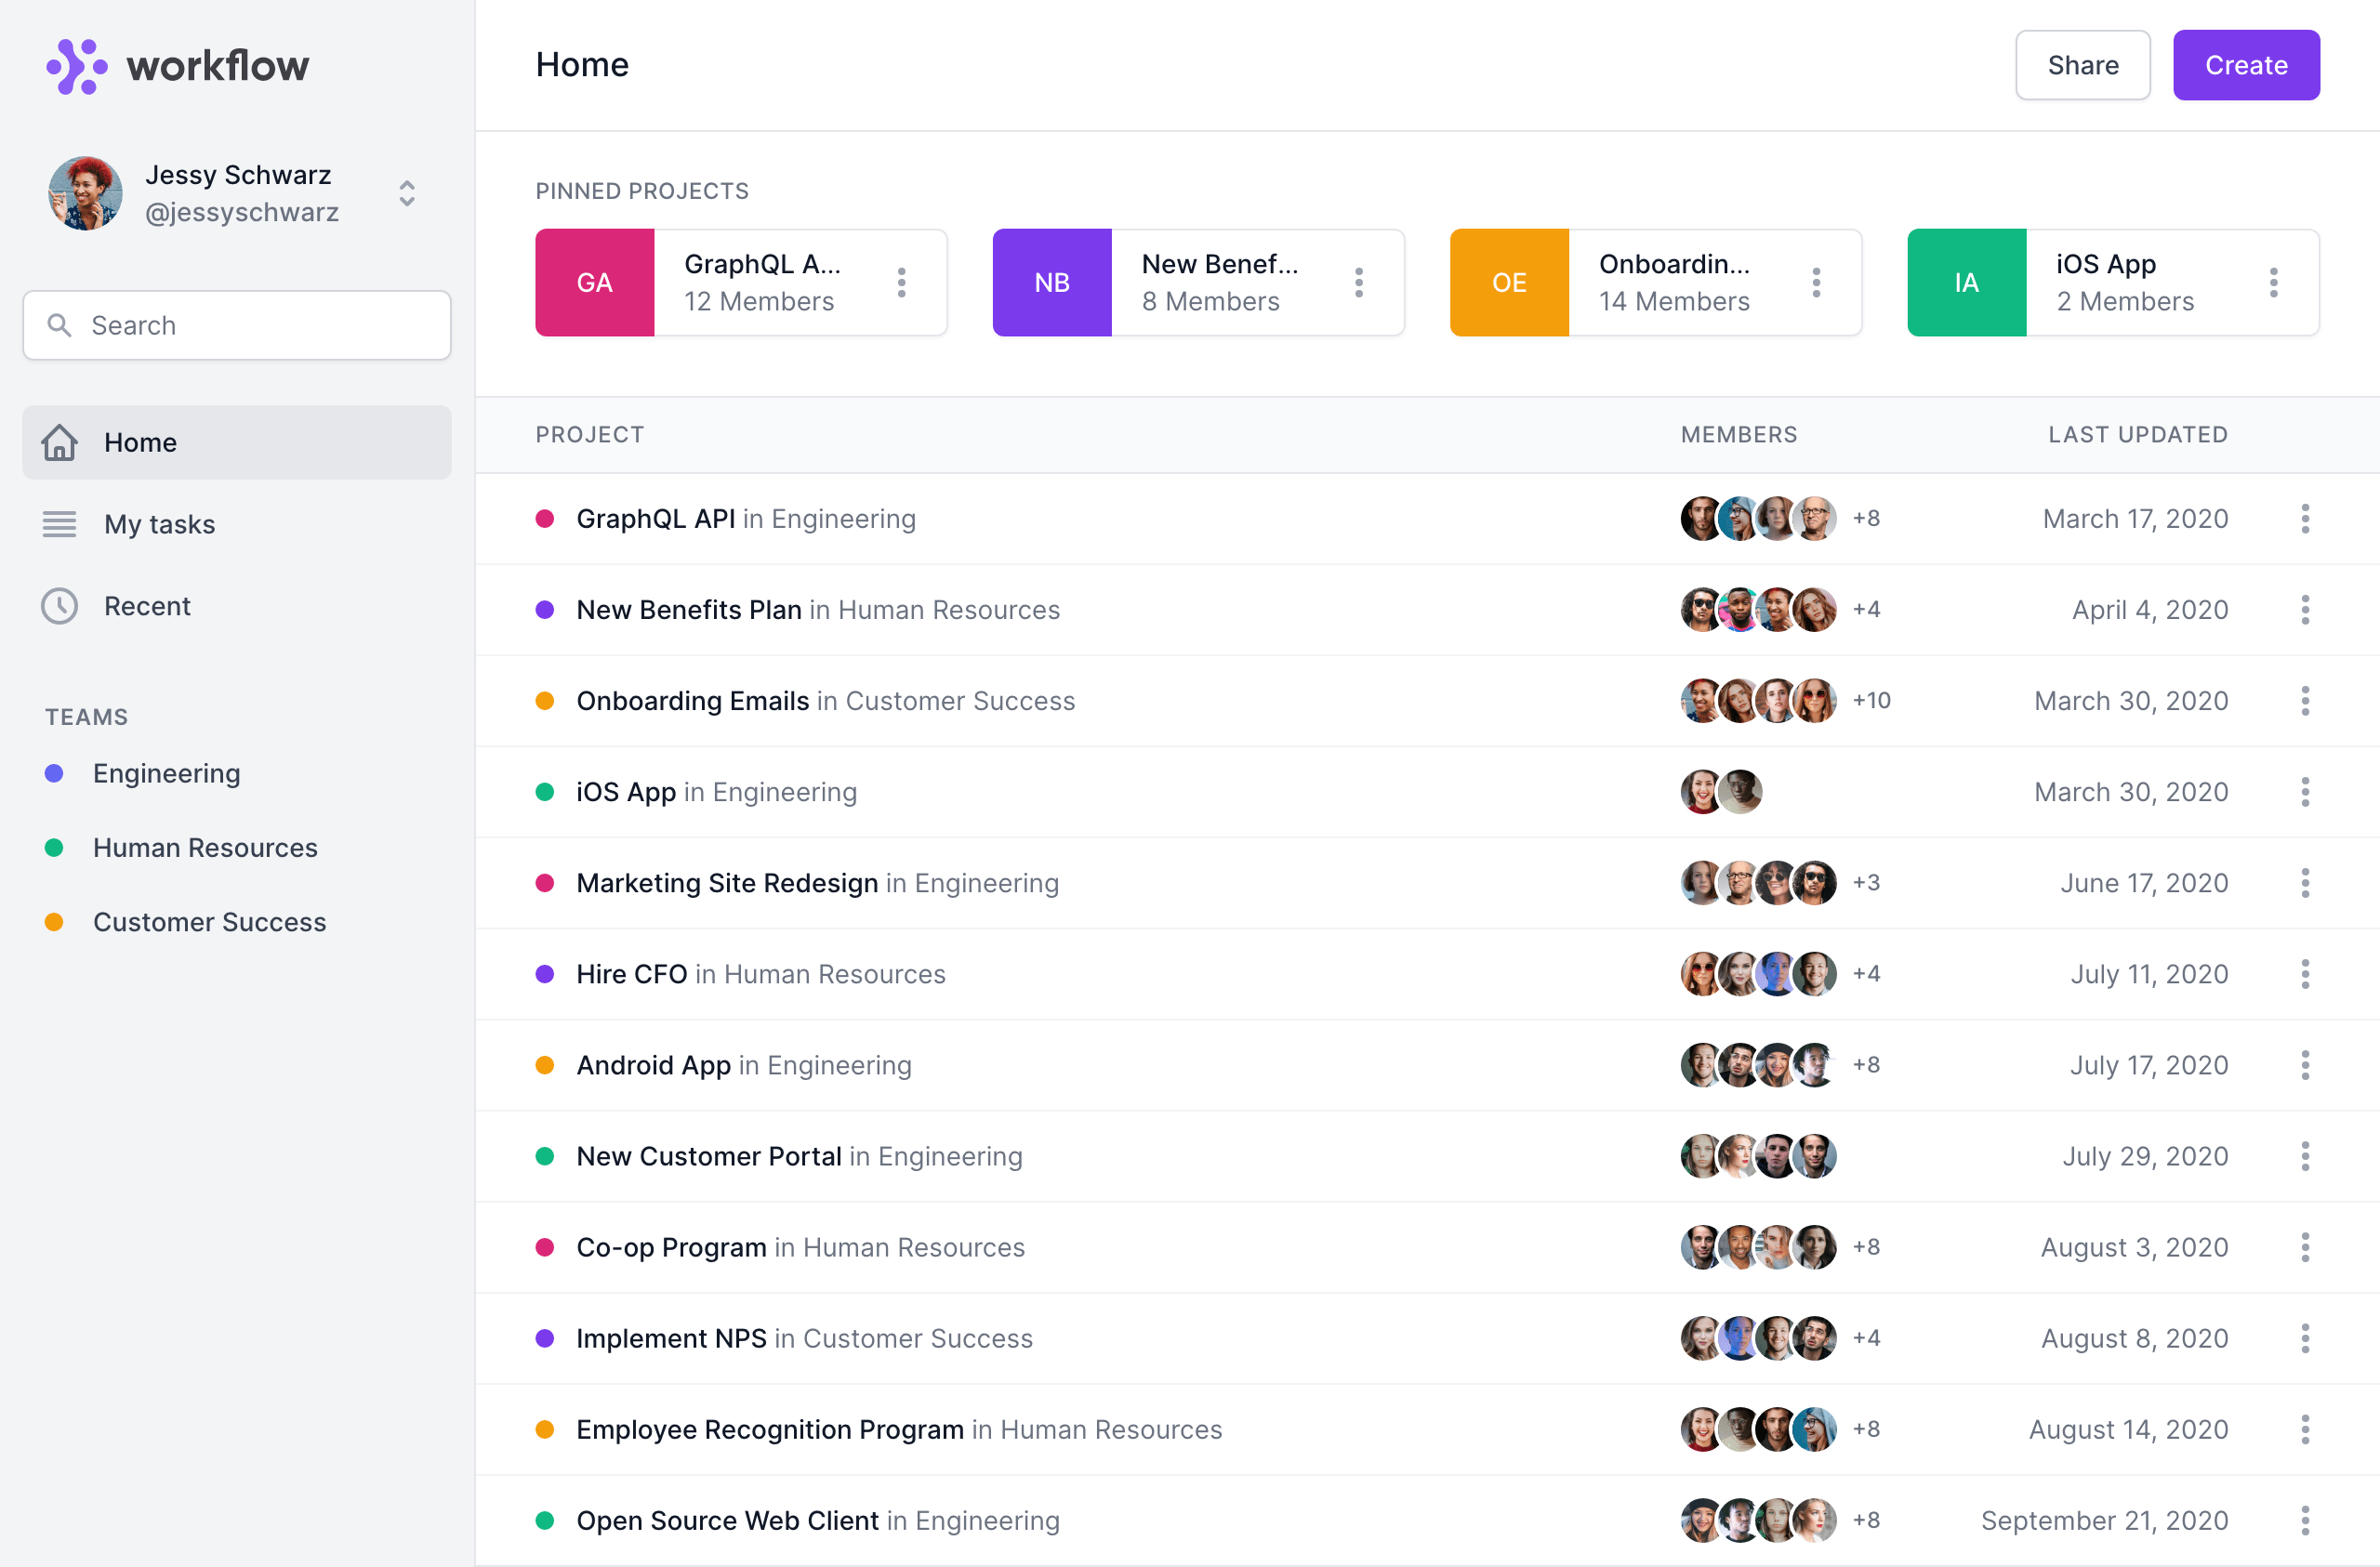 workflow
Jessy Schwarz
@jessyschwarz
Search
Home
My tasks
Recent
TEAMS
Engineering
Human Resources
Customer Success
Home
Share
Create
PINNED PROJECTS
GA
GraphQL A...
12 Members
NB
New Benef...
8 Members
OE
Onboardin...
14 Members
IA
iOS App
2 Members
PROJECT MEMBERS LAST UPDATED
GraphQL API in Engineering +8 March 17, 2020
New Benefits Plan in Human Resources +4 April 4, 2020
Onboarding Emails in Customer Success +10 March 30, 2020
iOS App in Engineering March 30, 2020
Marketing Site Redesign in Engineering +3 June 17, 2020
Hire CFO in Human Resources +4 July 11, 2020
Android App in Engineering +8 July 17, 2020
New Customer Portal in Engineering July 29, 2020
Co-op Program in Human Resources +8 August 3, 2020
Implement NPS in Customer Success +4 August 8, 2020
Employee Recognition Program in Human Resources +8 August 14, 2020
Open Source Web Client in Engineering +8 September 21, 2020